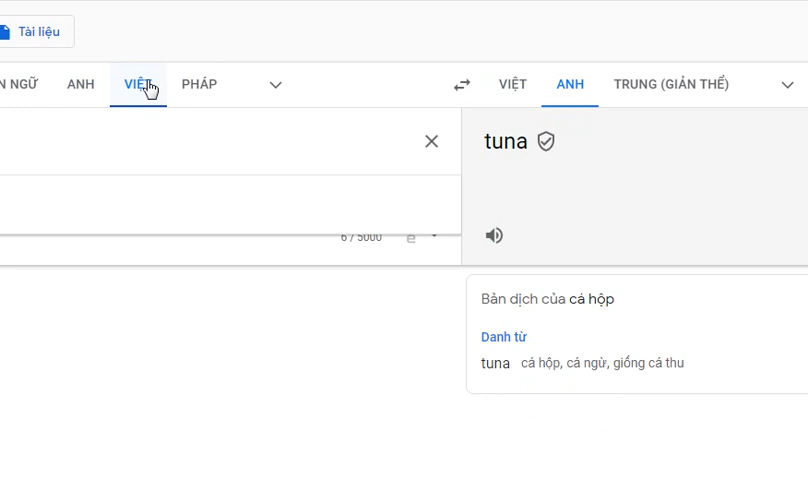 Tài liệu
N NGỮ ANH VIỆT PHÁP VIỆT ANH TRUNG (GIẢN THỂ)
tuna
6 / 5000
Bản dịch của cá hộp
Danh từ
tuna cá hộp, cá ngừ, giống cá thu